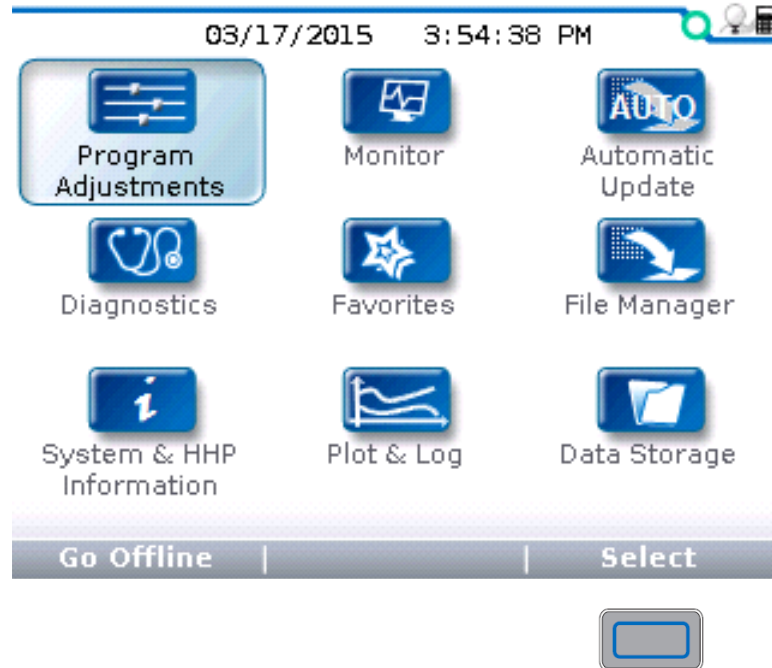 03/17/2015 3:54:38 PM
Program Adjustments
Monitor
AUTO
Automatic Update
Diagnostics
Favorites
File Manager
i
System & HHP Information
Plot & Log
Data Storage
Go Offline | | Select